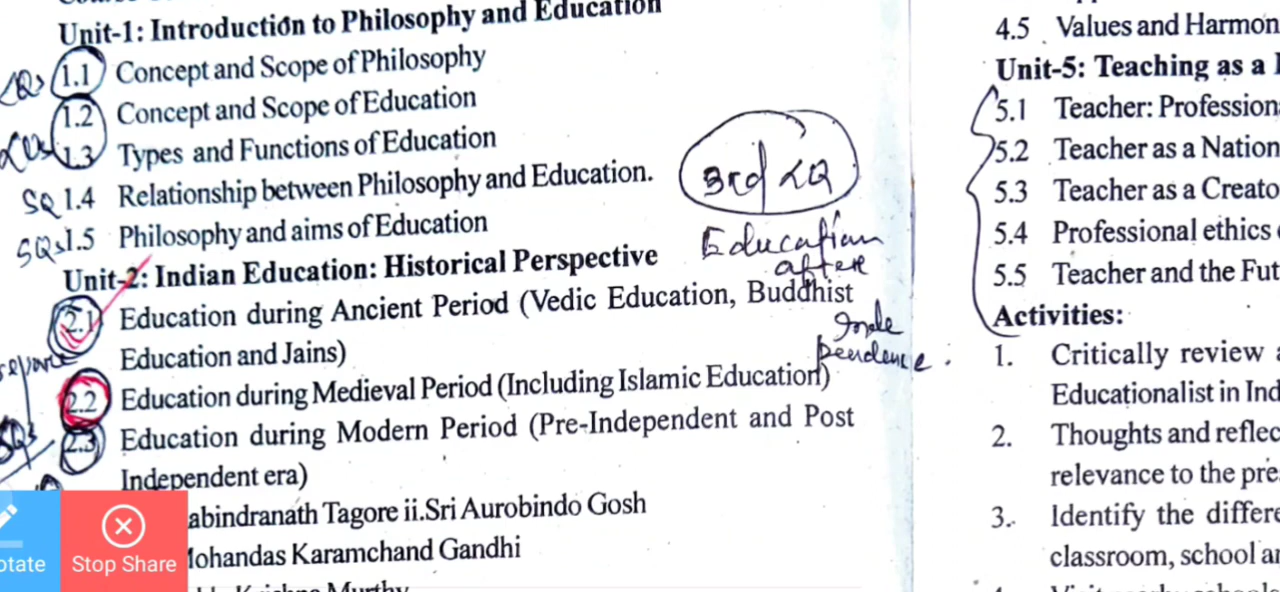 Unit-1: Introduction to Philosophy and Education
LQs 1.1 Concept and Scope of Philosophy
1.2 Concept and Scope of Education
1.3 Types and Functions of Education
SQ 1.4 Relationship between Philosophy and Education.
SQs 1.5 Philosophy and aims of Education
3rd LQ
Education
after
Inde
pendence:
Unit-2: Indian Education: Historical Perspective
2.1 Education during Ancient Period (Vedic Education, Buddhist
Education and Jains)
2.2 Education during Medieval Period (Including Islamic Education)
2.3 Education during Modern Period (Pre-Independent and Post
Independent era)
abindranath Tagore ii.Sri Aurobindo Gosh
Mohandas Karamchand Gandhi
Murthy
Stop Share
4.5 Values and Harmon
Unit-5: Teaching as a
5.1 Teacher: Profession
5.2 Teacher as a Nation
5.3 Teacher as a Creato
5.4 Professional ethics
5.5 Teacher and the Fut
Activities:
1. Critically review
Educationalist in Ind
2. Thoughts and reflec
relevance to the pre
3. Identify the differe
classroom, school